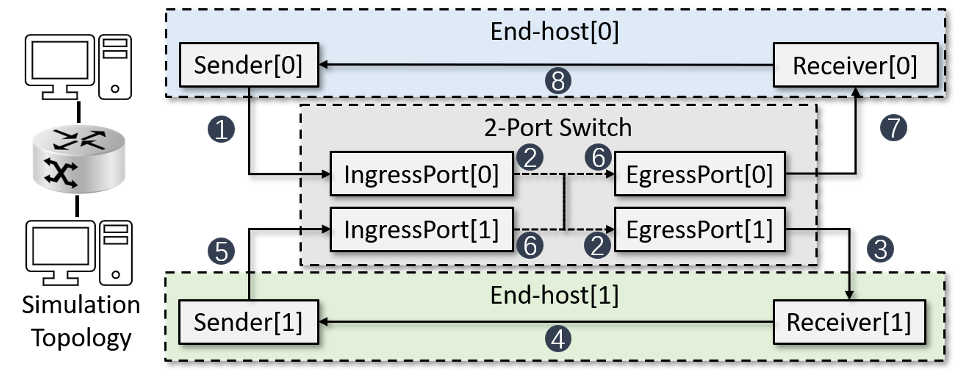 End-host[0]
Sender[0]
Receiver[0]
8
1
7
2-Port Switch
2
6
IngressPort[0]
EgressPort[0]
IngressPort[1]
EgressPort[1]
5
6
2
3
End-host[1]
Simulation
Topology
Sender[1]
Receiver[1]
4